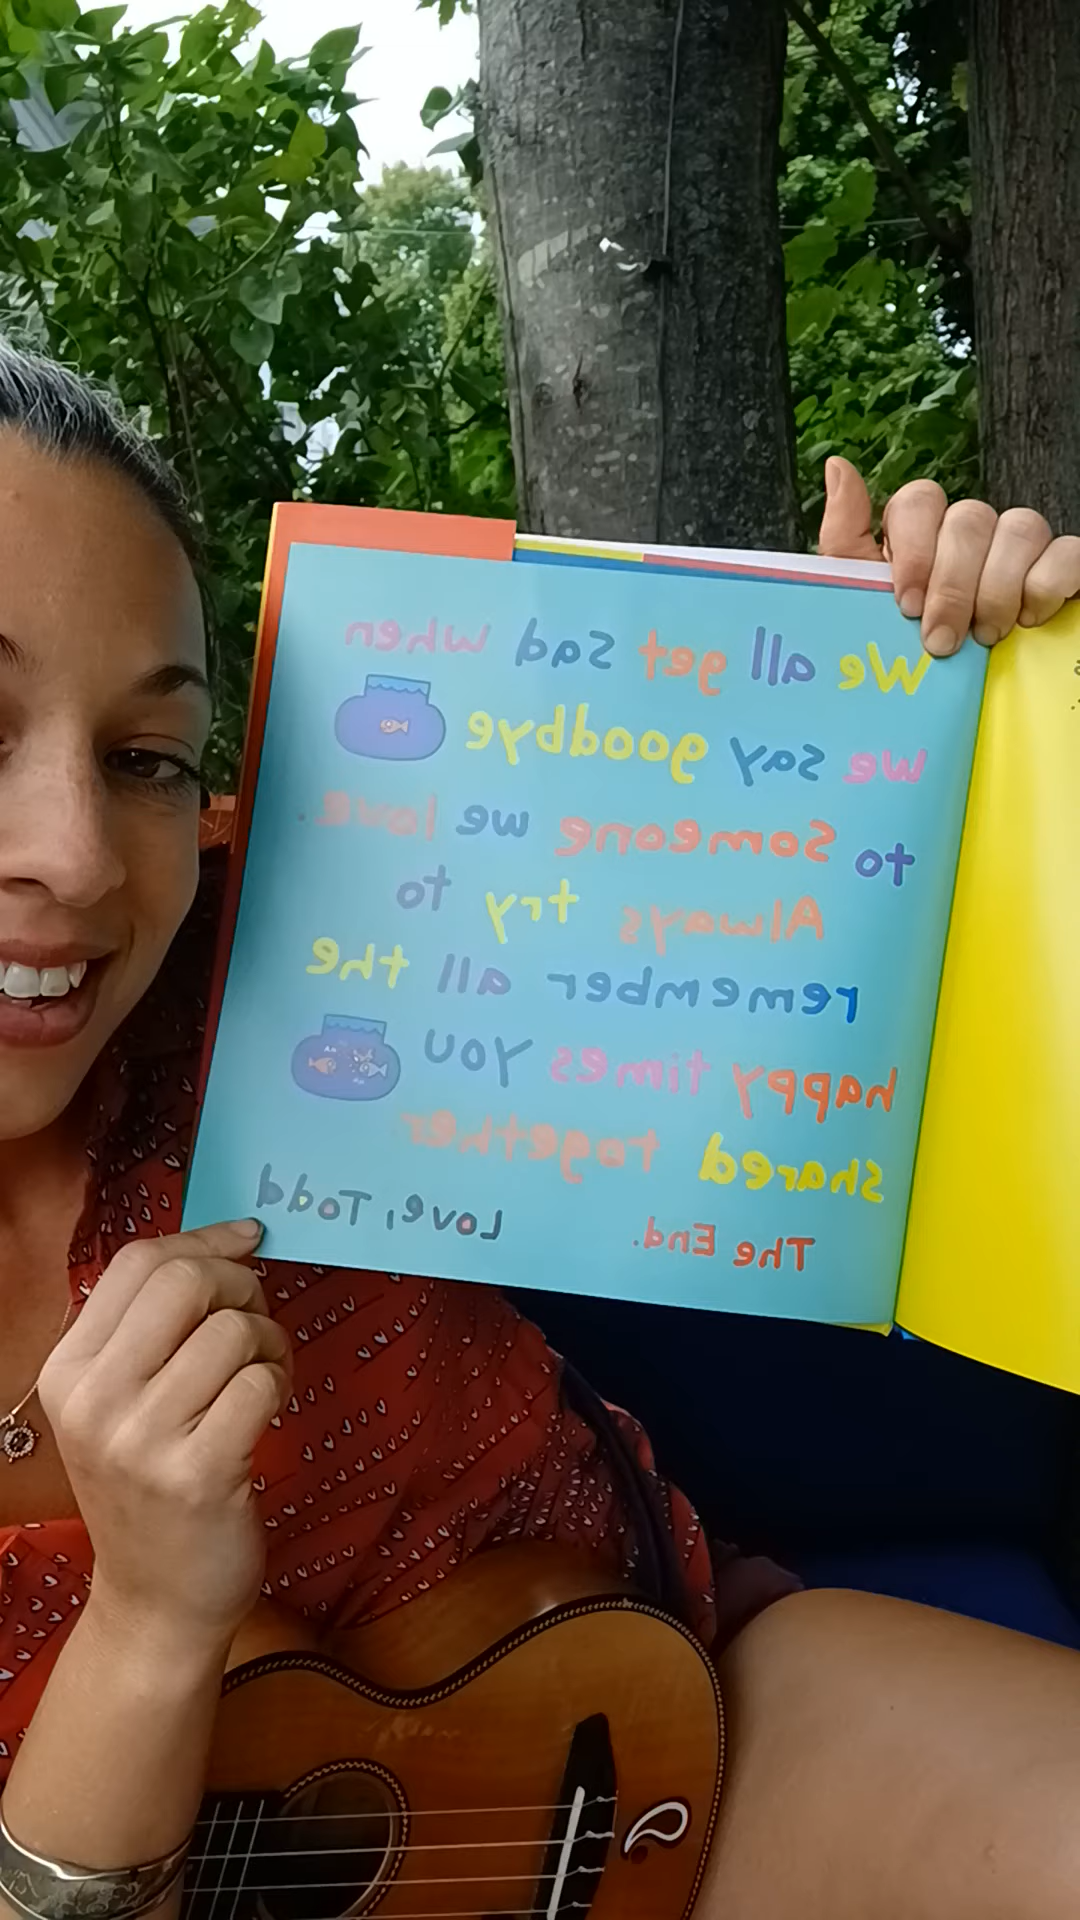 We all get Sad when
we say goodbye
to Someone we love.
Always try to
remember all the
happy times you
shared together.
The End. Love, Todd